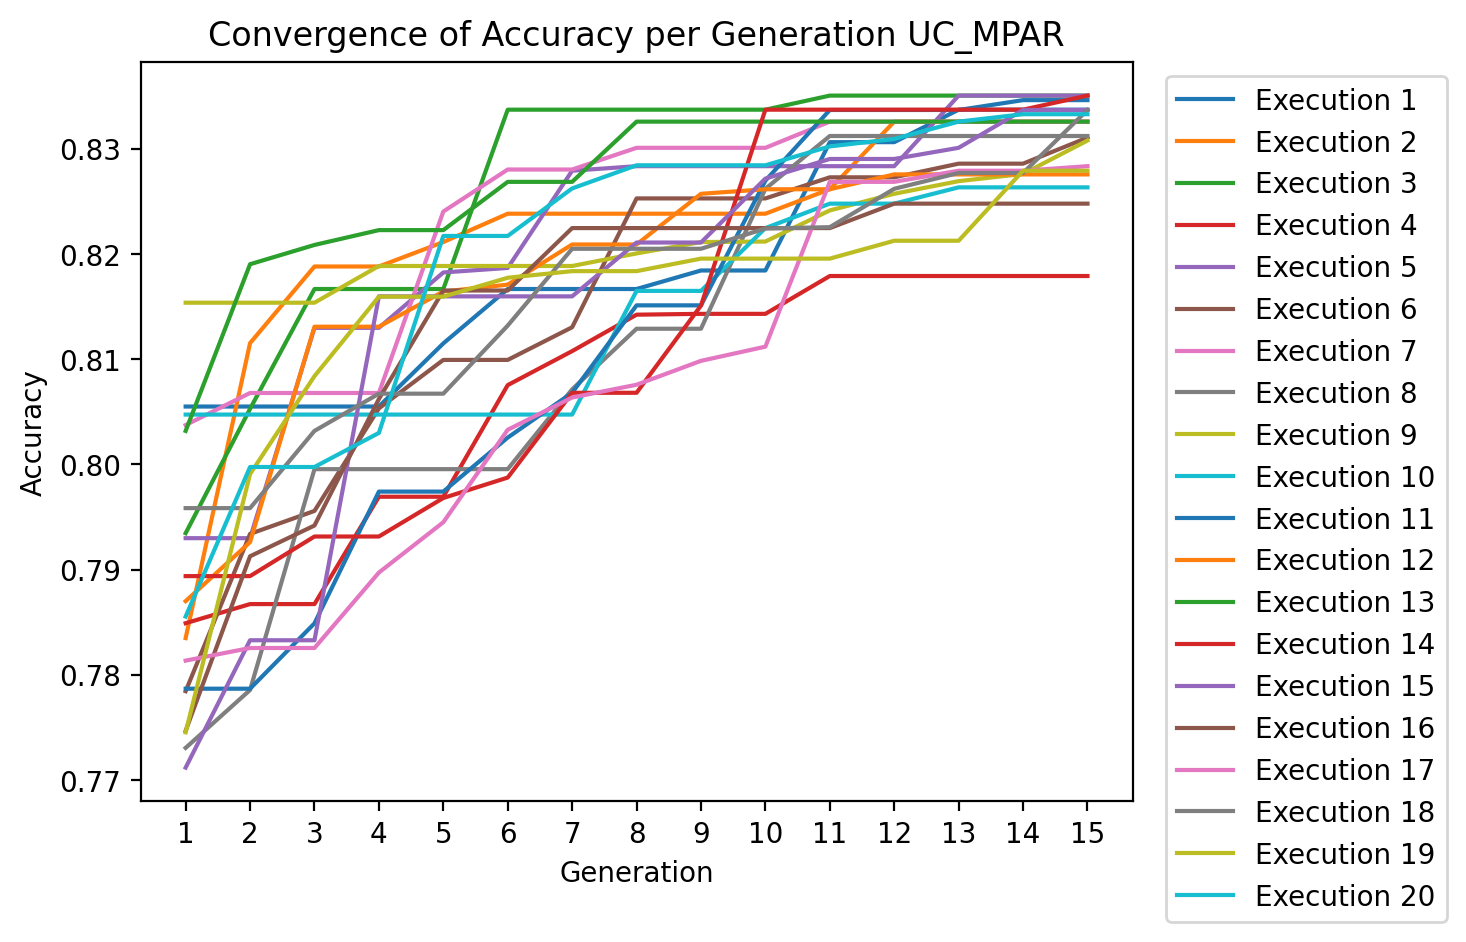 Convergence of Accuracy per Generation UC_MPAR
0.83
0.82
0.81
0.80
0.79
0.78
0.77
Accuracy
1 2 3 4 5 6 7 8 9 10 11 12 13 14 15
Generation
Execution 1
Execution 2
Execution 3
Execution 4
Execution 5
Execution 6
Execution 7
Execution 8
Execution 9
Execution 10
Execution 11
Execution 12
Execution 13
Execution 14
Execution 15
Execution 16
Execution 17
Execution 18
Execution 19
Execution 20